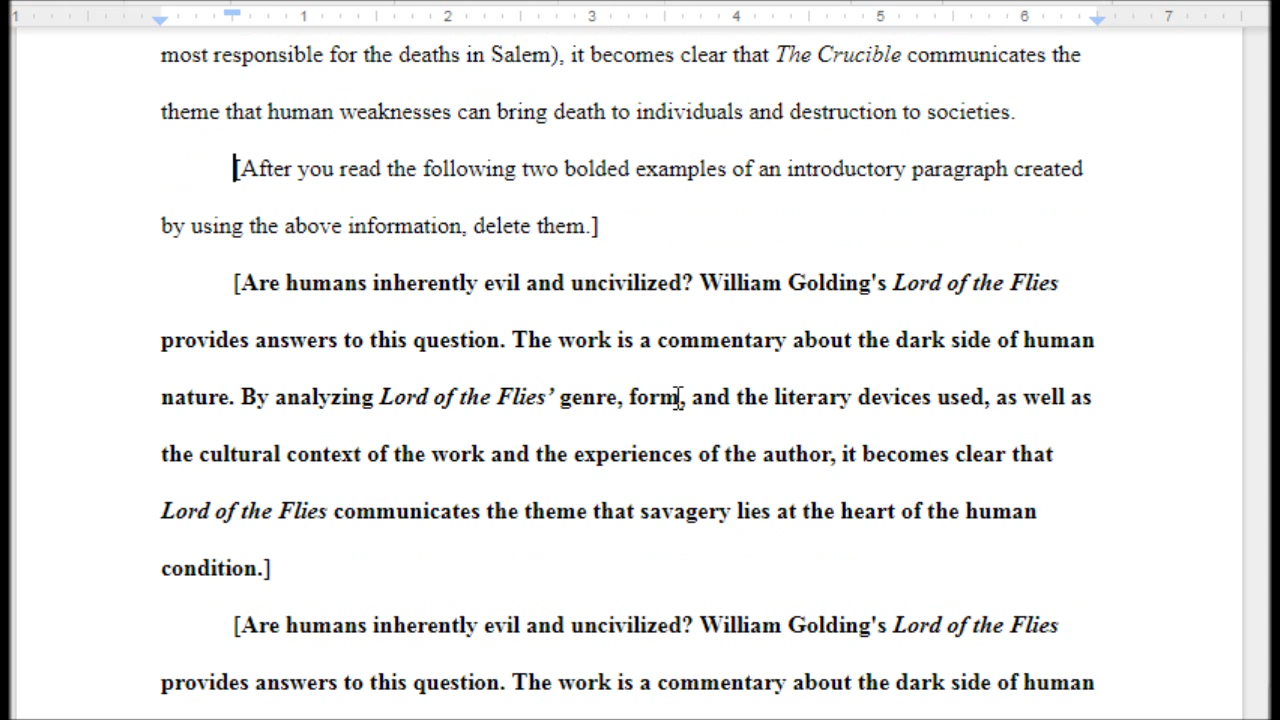 1 1 2 3 4 5 6 7
most responsible for the deaths in Salem), it becomes clear that The Crucible communicates the
theme that human weaknesses can bring death to individuals and destruction to societies.
[After you read the following two bolded examples of an introductory paragraph created
by using the above information, delete them.]
[Are humans inherently evil and uncivilized? William Golding's Lord of the Flies
provides answers to this question. The work is a commentary about the dark side of human
nature. By analyzing Lord of the Flies’ genre, form, and the literary devices used, as well as
the cultural context of the work and the experiences of the author, it becomes clear that
Lord of the Flies communicates the theme that savagery lies at the heart of the human
condition.]
[Are humans inherently evil and uncivilized? William Golding's Lord of the Flies
provides answers to this question. The work is a commentary about the dark side of human